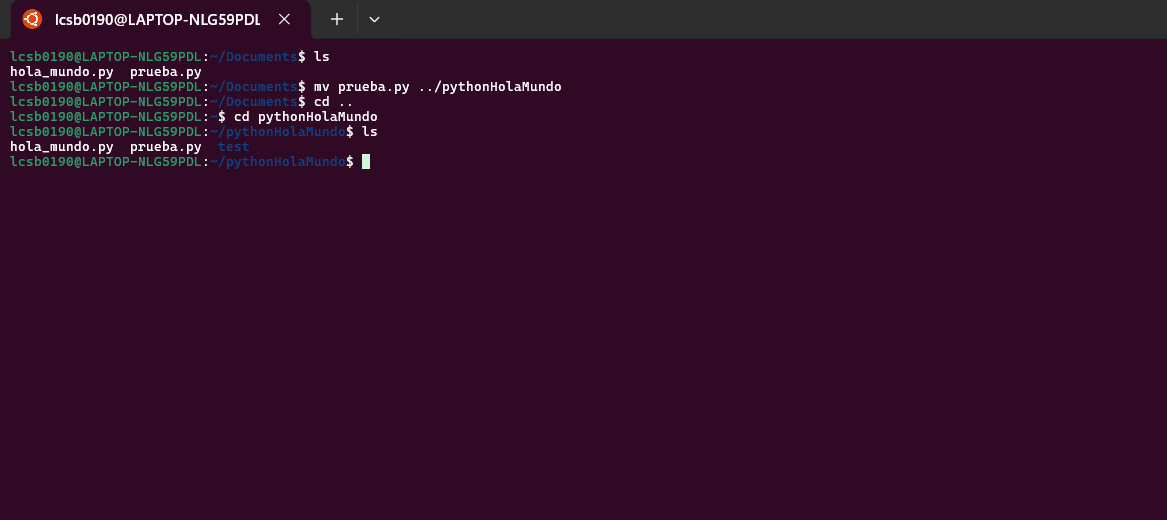 lcsb0190@LAPTOP-NLG59PDL
lcsb0190@LAPTOP-NLG59PDL:~/Documents$ ls
hola_mundo.py  prueba.py
lcsb0190@LAPTOP-NLG59PDL:~/Documents$ mv prueba.py ../pythonHolaMundo
lcsb0190@LAPTOP-NLG59PDL:~/Documents$ cd ..
lcsb0190@LAPTOP-NLG59PDL:~$ cd pythonHolaMundo
lcsb0190@LAPTOP-NLG59PDL:~/pythonHolaMundo$ ls
hola_mundo.py  prueba.py  test
lcsb0190@LAPTOP-NLG59PDL:~/pythonHolaMundo$